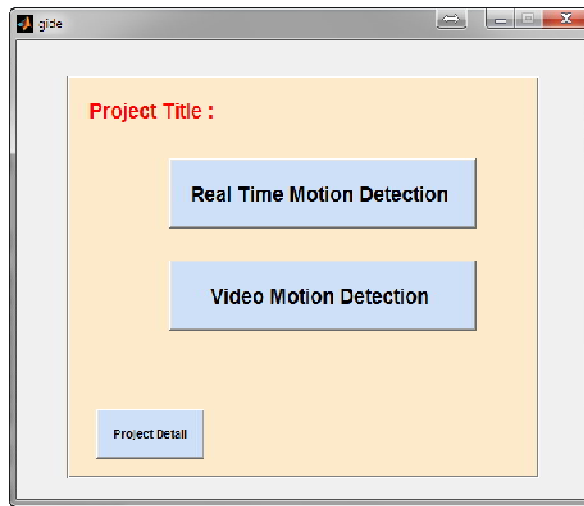 glde
Project Title :
Real Time Motion Detection
Video Motion Detection
Project Detail